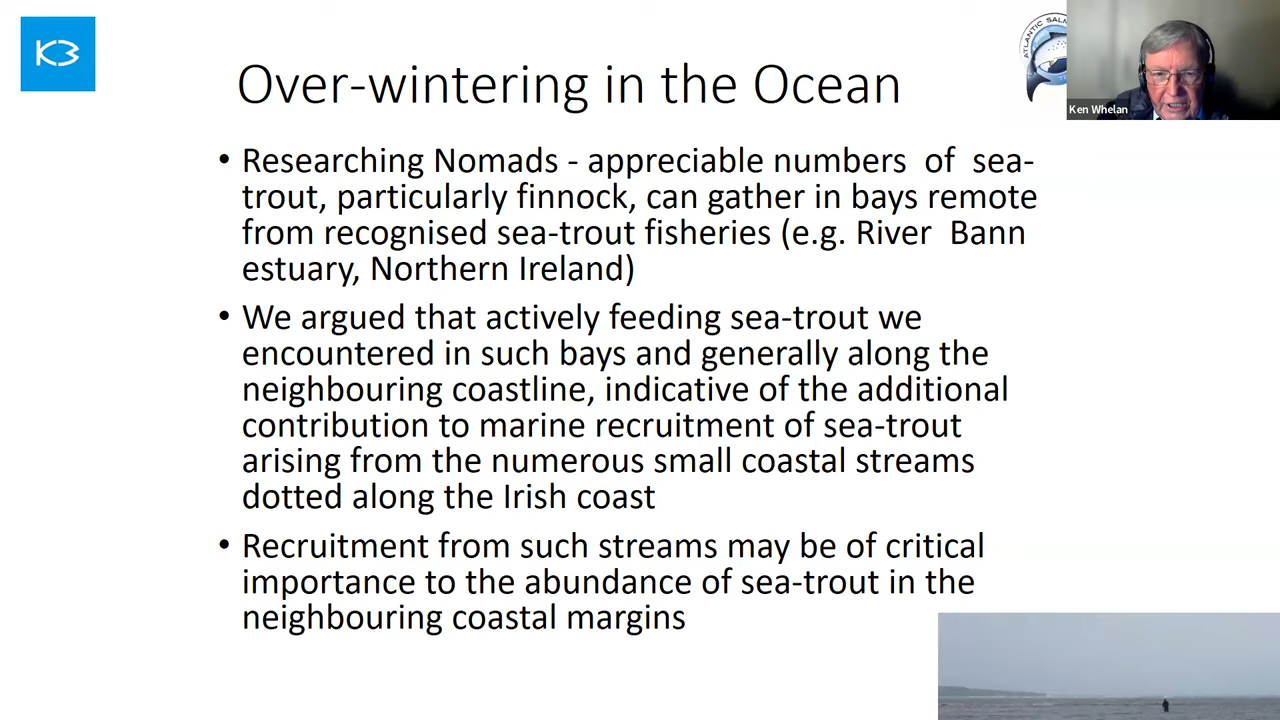 K3
Over-wintering in the Ocean
ATLANTIC SAL
Ken Whelan
• Researching Nomads - appreciable numbers of sea-
trout, particularly finnock, can gather in bays remote
from recognised sea-trout fisheries (e.g. River Bann
estuary, Northern Ireland)
• We argued that actively feeding sea-trout we
encountered in such bays and generally along the
neighbouring coastline, indicative of the additional
contribution to marine recruitment of sea-trout
arising from the numerous small coastal streams
dotted along the Irish coast
• Recruitment from such streams may be of critical
importance to the abundance of sea-trout in the
neighbouring coastal margins